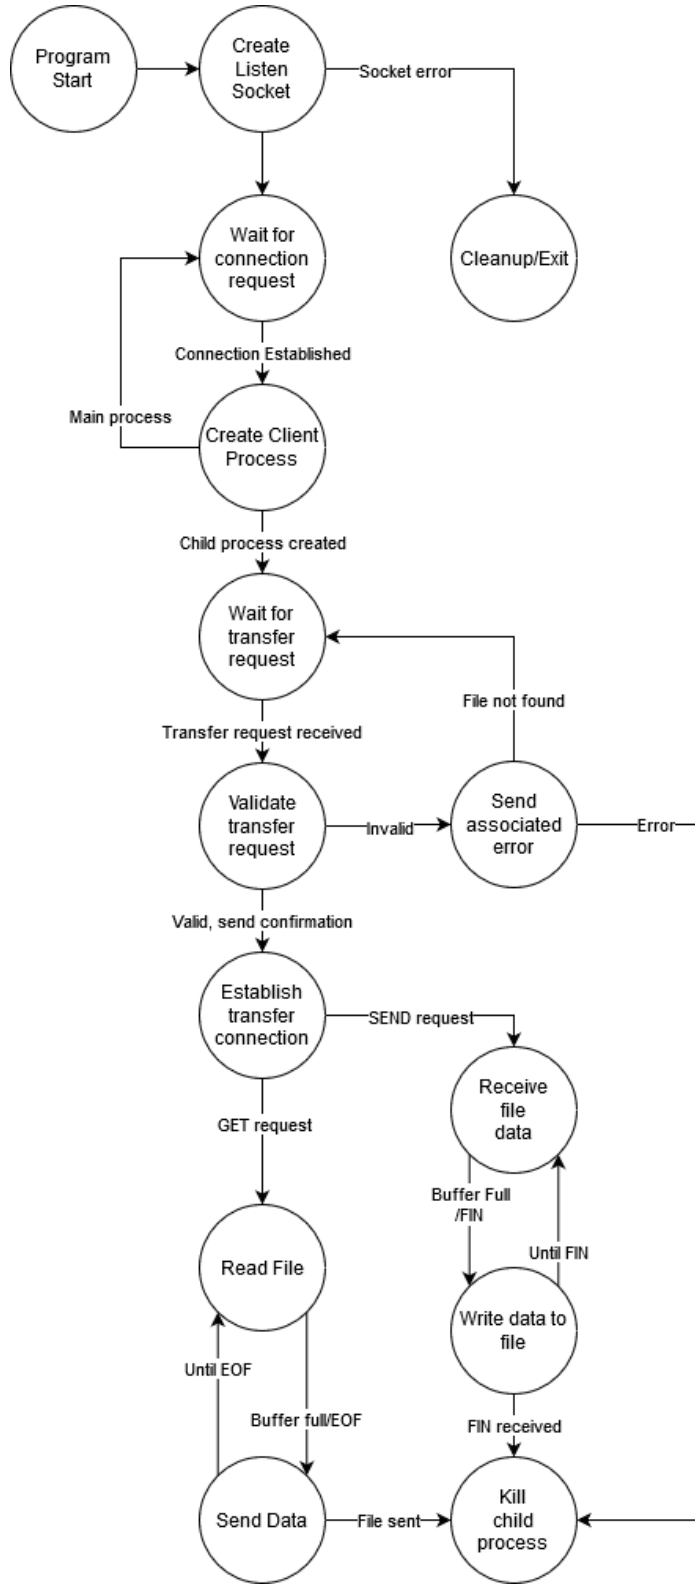 Program
Start
Create
Listen
Socket
Socket error
Wait for
connection
request
Cleanup/Exit
Connection Established
Main process
Create Client
Process
Child process created
Wait for
transfer
request
File not found
Transfer request received
Validate
transfer
request
Invalid
Send
associated
error
Error
Valid, send confirmation
Establish
transfer
connection
SEND request
Receive
file
data
GET request
Buffer Full
/FIN
Until FIN
Read File
Write data to
file
Until EOF
Buffer full/EOF
FIN received
Send Data
File sent
Kill
child
process